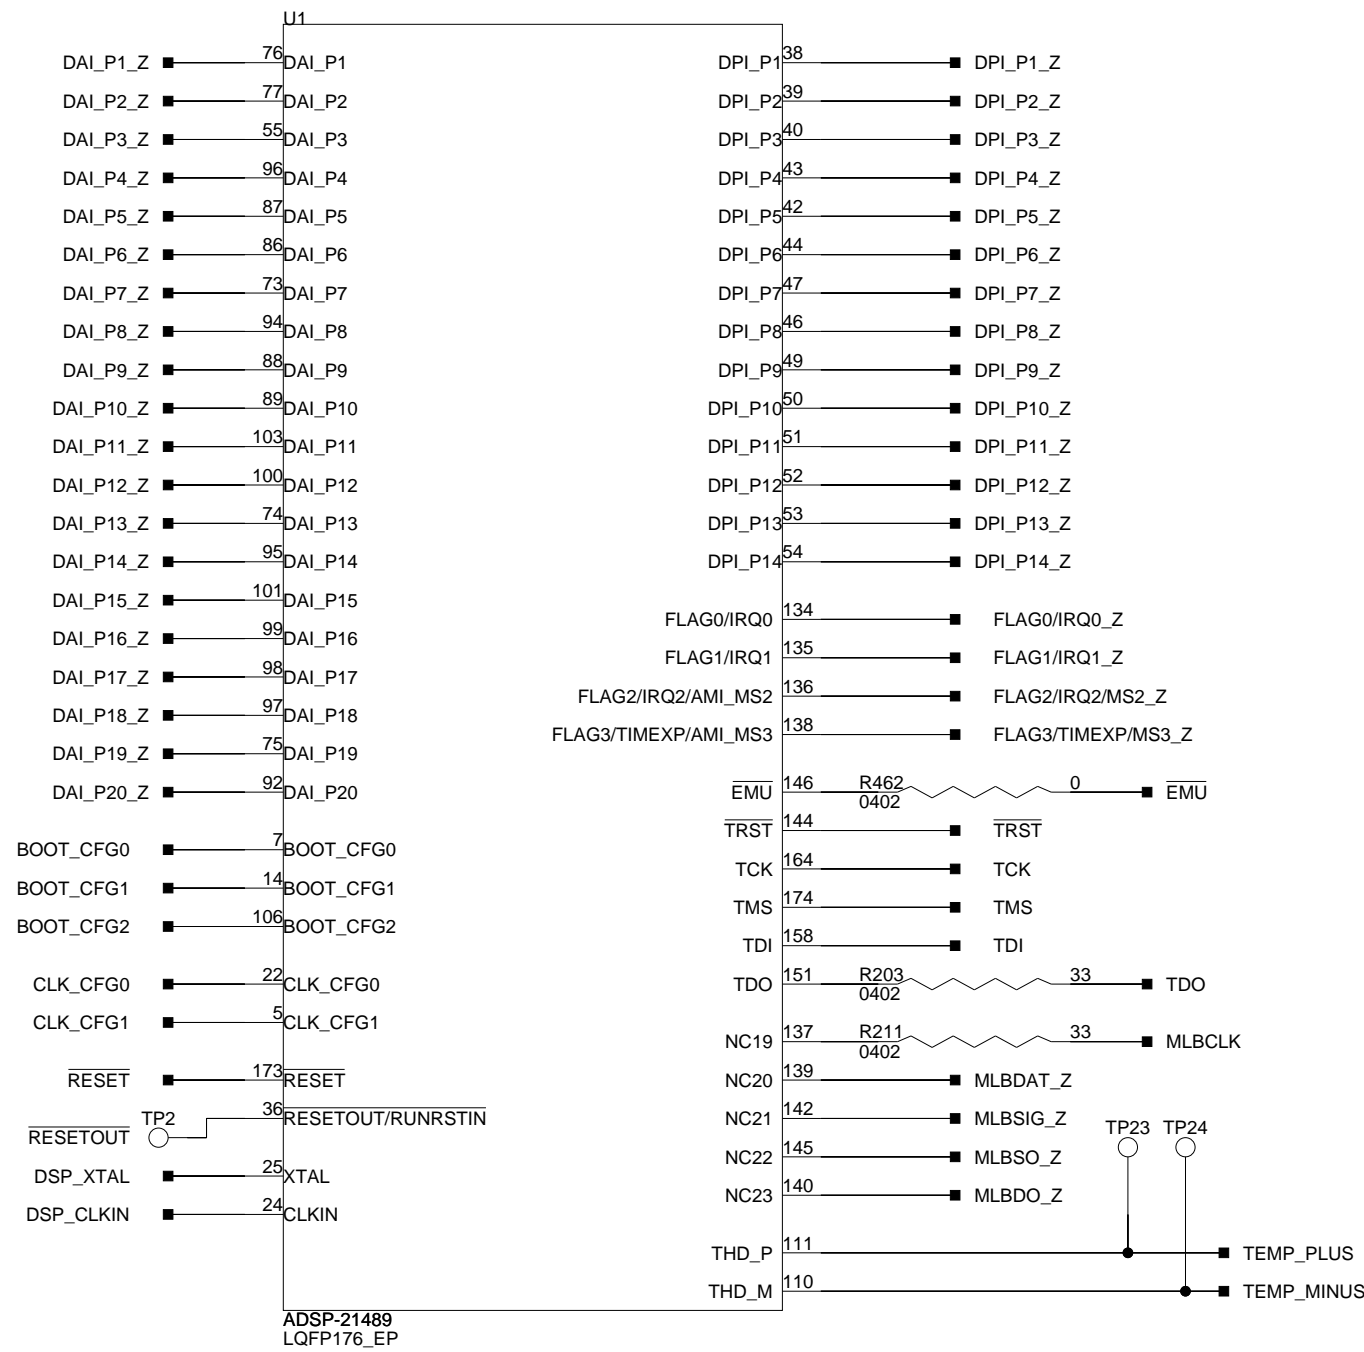 U1
DAI_P1_Z 76 DAI_P1 DPI_P1 38 DPI_P1_Z
DAI_P2_Z 77 DAI_P2 DPI_P2 39 DPI_P2_Z
DAI_P3_Z 55 DAI_P3 DPI_P3 40 DPI_P3_Z
DAI_P4_Z 96 DAI_P4 DPI_P4 43 DPI_P4_Z
DAI_P5_Z 87 DAI_P5 DPI_P5 42 DPI_P5_Z
DAI_P6_Z 86 DAI_P6 DPI_P6 44 DPI_P6_Z
DAI_P7_Z 73 DAI_P7 DPI_P7 47 DPI_P7_Z
DAI_P8_Z 94 DAI_P8 DPI_P8 46 DPI_P8_Z
DAI_P9_Z 88 DAI_P9 DPI_P9 49 DPI_P9_Z
DAI_P10_Z 89 DAI_P10 DPI_P10 50 DPI_P10_Z
DAI_P11_Z 103 DAI_P11 DPI_P11 51 DPI_P11_Z
DAI_P12_Z 100 DAI_P12 DPI_P12 52 DPI_P12_Z
DAI_P13_Z 74 DAI_P13 DPI_P13 53 DPI_P13_Z
DAI_P14_Z 95 DAI_P14 DPI_P14 54 DPI_P14_Z
DAI_P15_Z 101 DAI_P15
FLAG0/IRQ0 134 FLAG0/IRQ0_Z
DAI_P16_Z 99 DAI_P16
FLAG1/IRQ1 135 FLAG1/IRQ1_Z
DAI_P17_Z 98 DAI_P17
FLAG2/IRQ2/AMI_MS2 136 FLAG2/IRQ2/MS2_Z
DAI_P18_Z 97 DAI_P18
FLAG3/TIMEXP/AMI_MS3 138 FLAG3/TIMEXP/MS3_Z
DAI_P19_Z 75 DAI_P19
DAI_P20_Z 92 DAI_P20 EMU 146 R462 0402 0 EMU
TRST 144 TRST
BOOT_CFG0 7 BOOT_CFG0
TCK 164 TCK
BOOT_CFG1 14 BOOT_CFG1
TMS 174 TMS
BOOT_CFG2 106 BOOT_CFG2
TDI 158 TDI
CLK_CFG0 22 CLK_CFG0 TDO 151 R203 0402 33 TDO
CLK_CFG1 5 CLK_CFG1
NC19 137 R211 0402 33 MLBCLK
RESET 173 RESET NC20 139 MLBDAT_Z
TP2 36 RESETOUT/RUNRSTIN NC21 142 MLBSIG_Z
RESETOUT TP23 TP24
NC22 145 MLBSO_Z
DSP_XTAL 25 XTAL
NC23 140 MLBDO_Z
DSP_CLKIN 24 CLKIN
THD_P 111 TEMP_PLUS
THD_M 110 TEMP_MINUS
ADSP-21489
LQFP176_EP